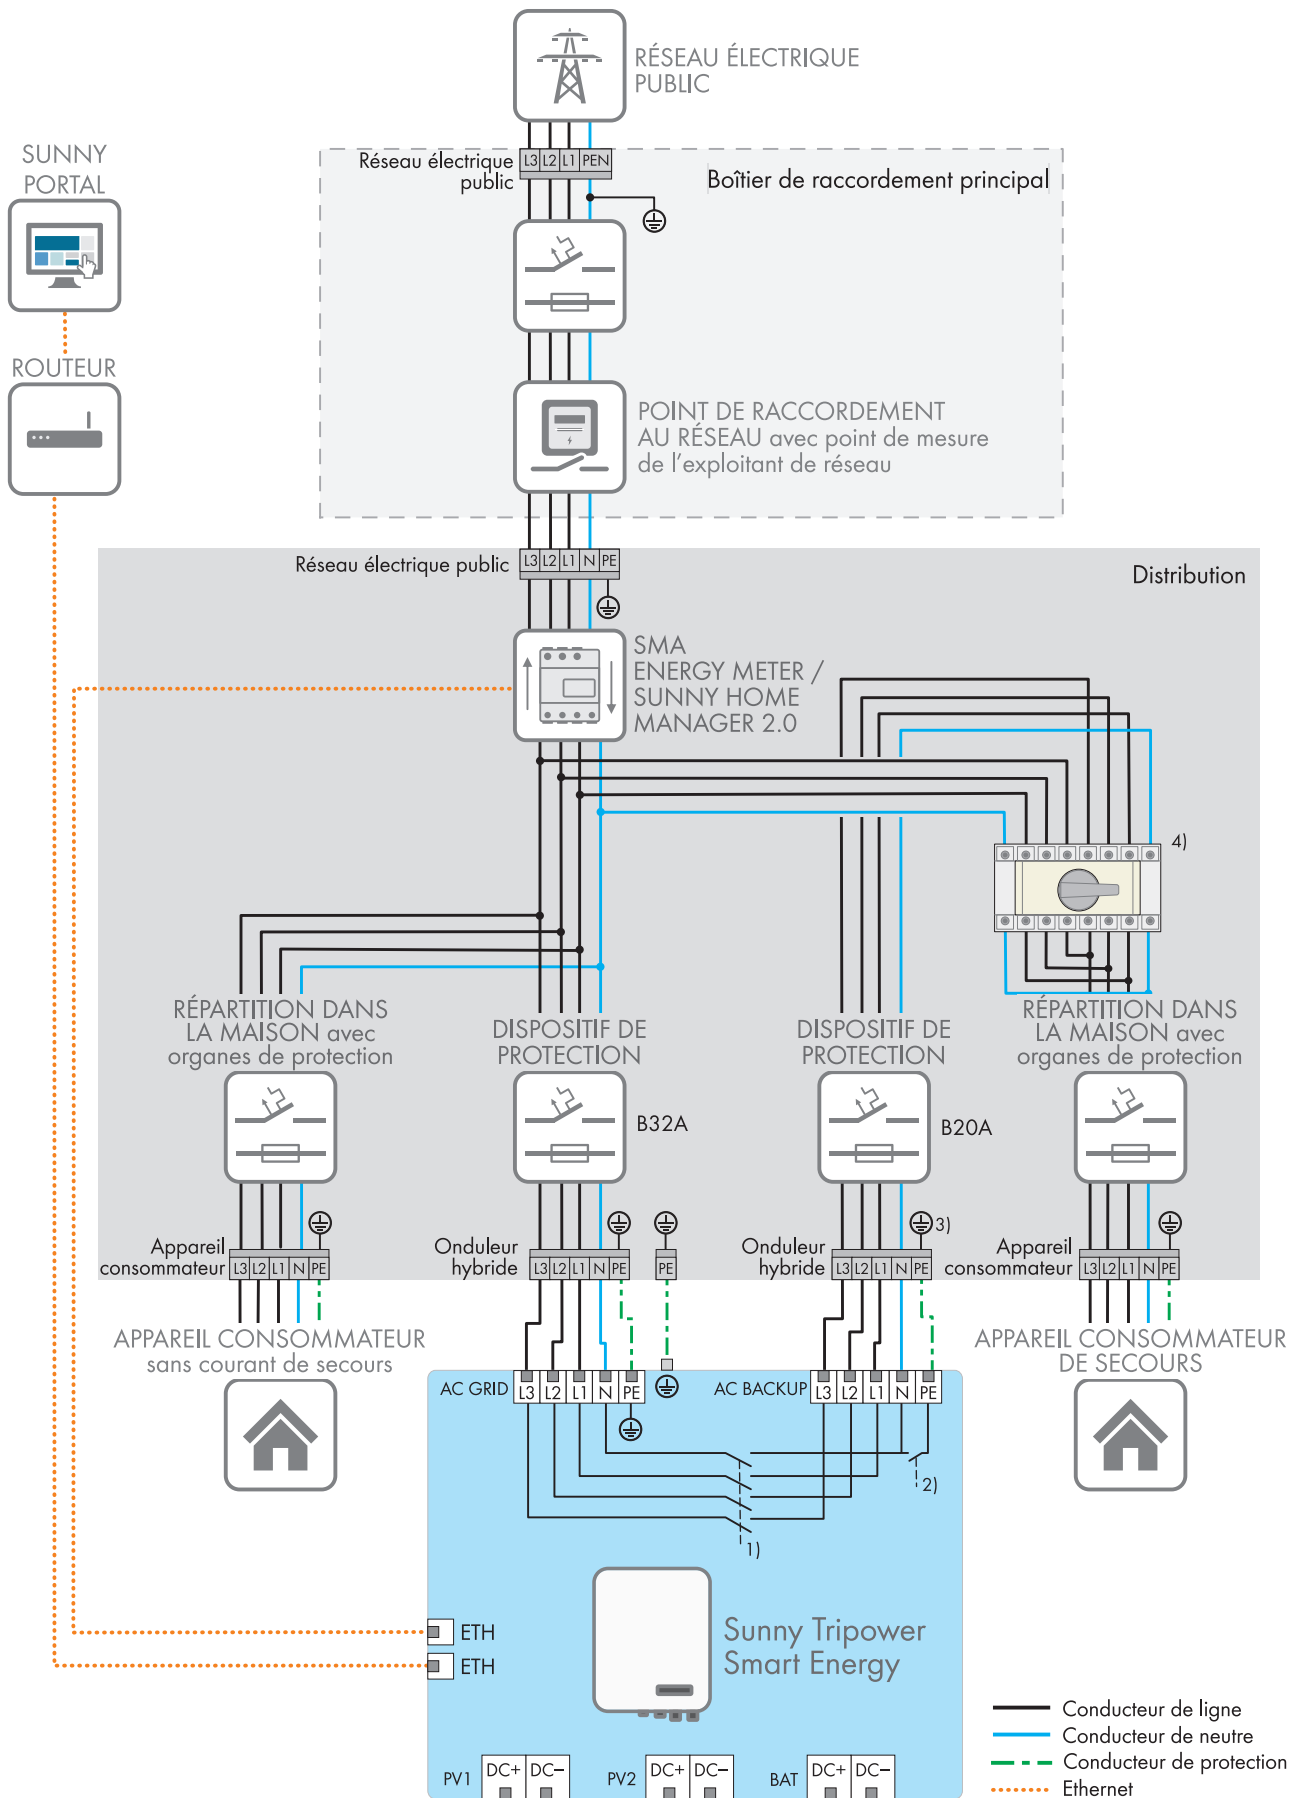 RÉSEAU ÉLECTRIQUE
PUBLIC
SUNNY
PORTAL
Réseau électrique
public
L3 L2 L1 PEN
Boîtier de raccordement principal
ROUTEUR
POINT DE RACCORDEMENT
AU RÉSEAU avec point de mesure
de l'exploitant de réseau
Réseau électrique public
L3 L2 L1 N PE
Distribution
SMA
ENERGY METER /
SUNNY HOME
MANAGER 2.0
4)
RÉPARTITION DANS
LA MAISON avec
organes de protection
DISPOSITIF DE
PROTECTION
DISPOSITIF DE
PROTECTION
RÉPARTITION DANS
LA MAISON avec
organes de protection
B32A
B20A
3)
Appareil
consommateur
L3 L2 L1 N PE
Onduleur
hybride
L3 L2 L1 N PE
PE
Onduleur
hybride
L3 L2 L1 N PE
Appareil
consommateur
L3 L2 L1 N PE
APPAREIL CONSOMMATEUR
sans courant de secours
APPAREIL CONSOMMATEUR
DE SECOURS
AC GRID
L3 L2 L1 N PE
AC BACKUP
L3 L2 L1 N PE
2)
1)
ETH
ETH
Sunny Tripower
Smart Energy
PV1
DC+ DC–
PV2
DC+ DC–
BAT
DC+ DC–
Conducteur de ligne
Conducteur de neutre
Conducteur de protection
Ethernet